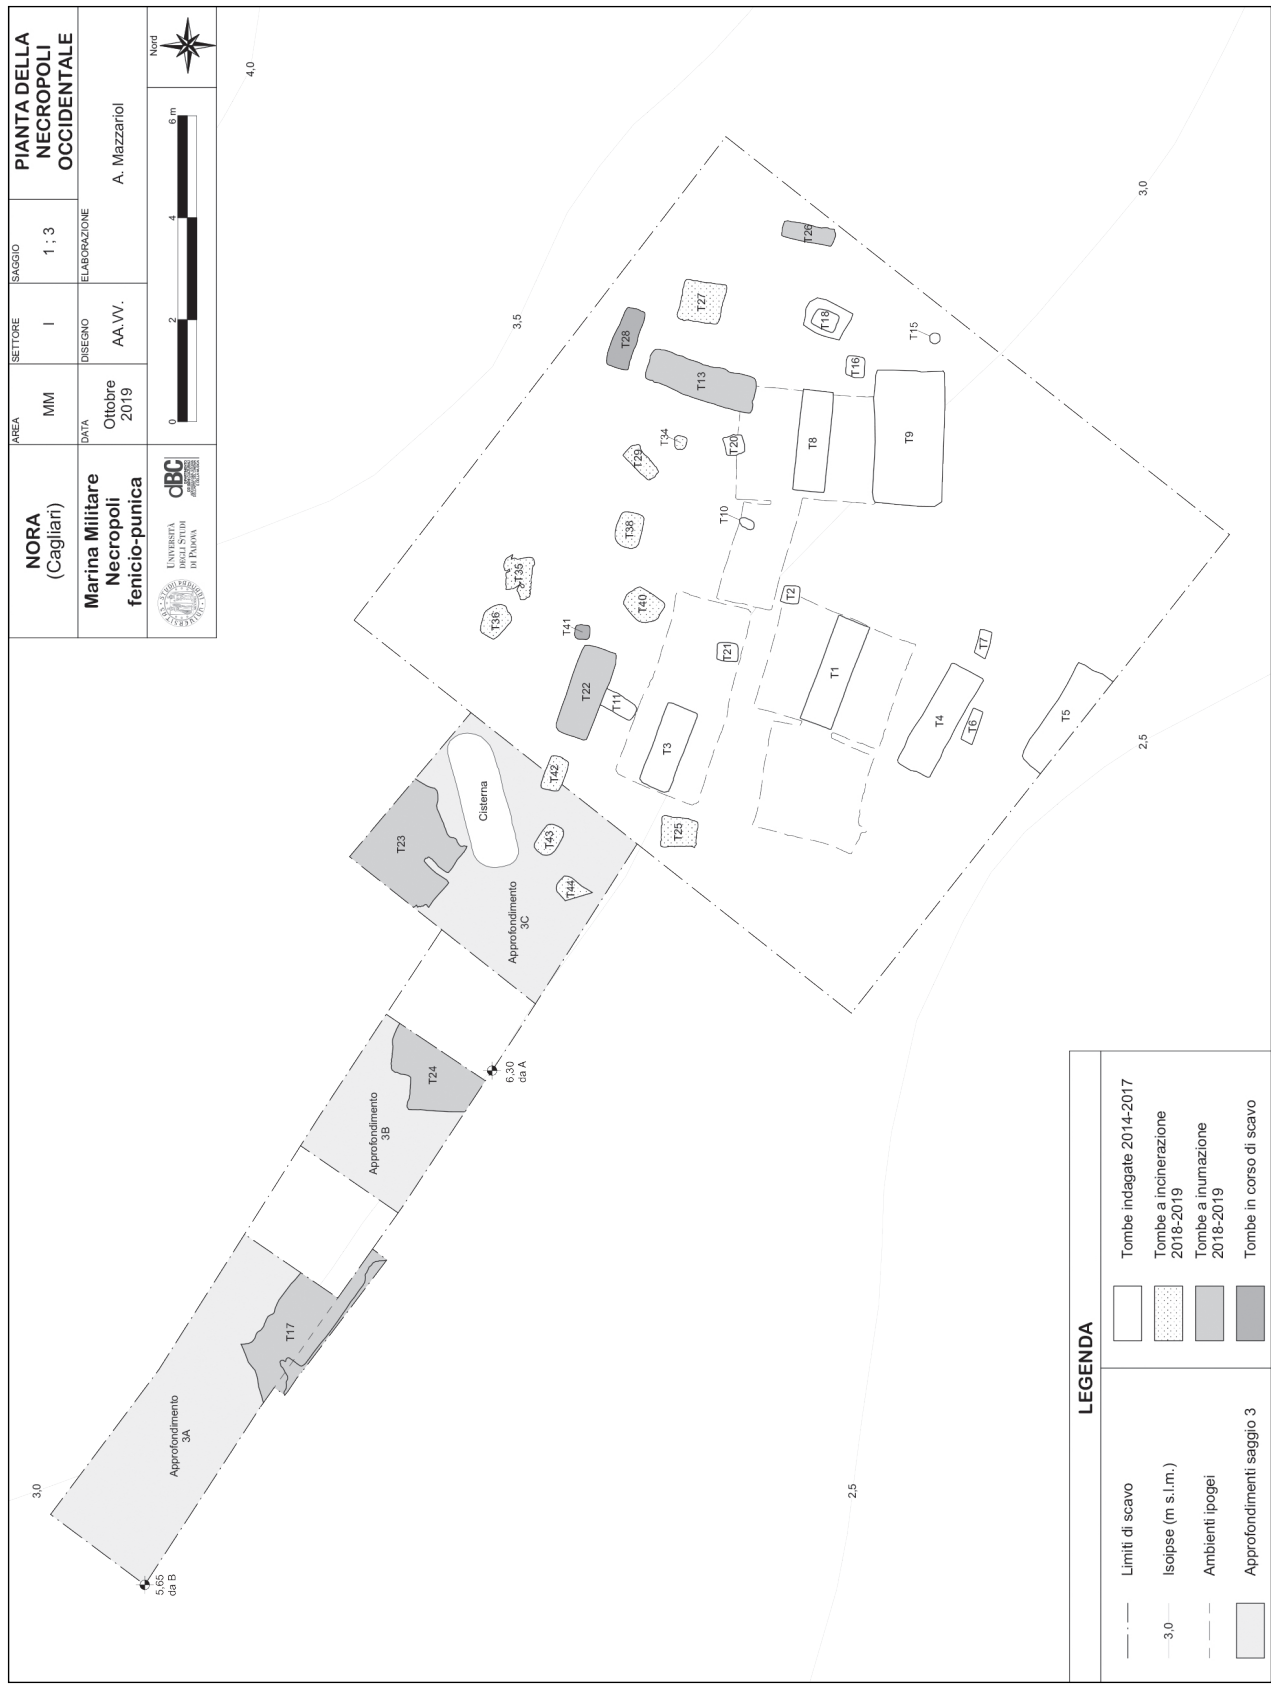 NORA
(Cagliari)
AREA
MM
SETTORE
I
SAGGIO
1 ; 3
PIANTA DELLA
NECROPOLI
OCCIDENTALE
Marina Militare
Necropoli
fenicio-punica
DATA
Ottobre
2019
DISEGNO
AA.VV.
ELABORAZIONE
A. Mazzariol
UNIVERSITÀ
DEGLI STUDI
DI PADOVA
dBC
0
2
4
6 m
Nord
4,0
3,5
3,0
2,5
3,0
2,5
5,65
da B
6,30
da A
Approfondimento
3A
T17
Approfondimento
3B
T24
Approfondimento
3C
T23
Cisterna
T44
T43
T42
T25
T22
T11
T41
T36
T35
T3
T21
T40
T38
T29
T34
T28
T13
T27
T26
T20
T10
T18
T16
T15
T8
T9
T2
T1
T4
T6
T7
T5
LEGENDA
Limiti di scavo
3,0
Isoipse (m s.l.m.)
Ambienti ipogei
Approfondimenti saggio 3
Tombe indagate 2014-2017
Tombe a incinerazione
2018-2019
Tombe a inumazione
2018-2019
Tombe in corso di scavo